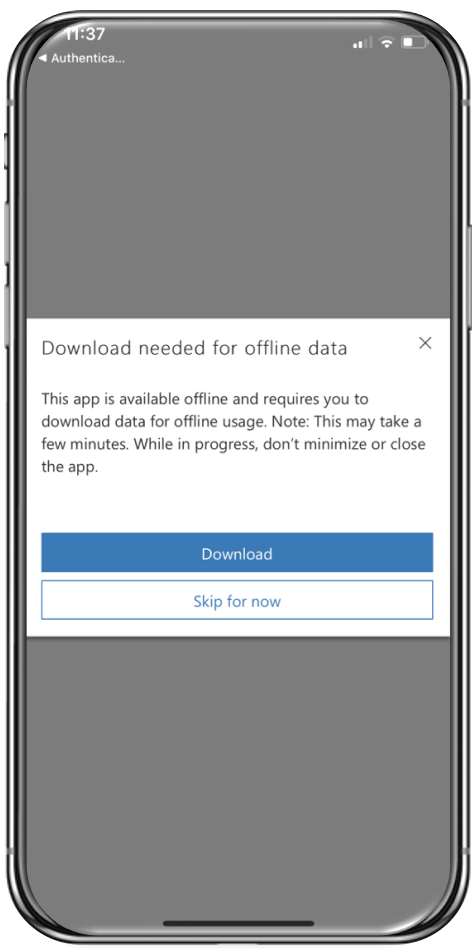 11:37
◀ Authentica...
Download needed for offline data
This app is available offline and requires you to
download data for offline usage. Note: This may take a
few minutes. While in progress, don't minimize or close
the app.
Download
Skip for now